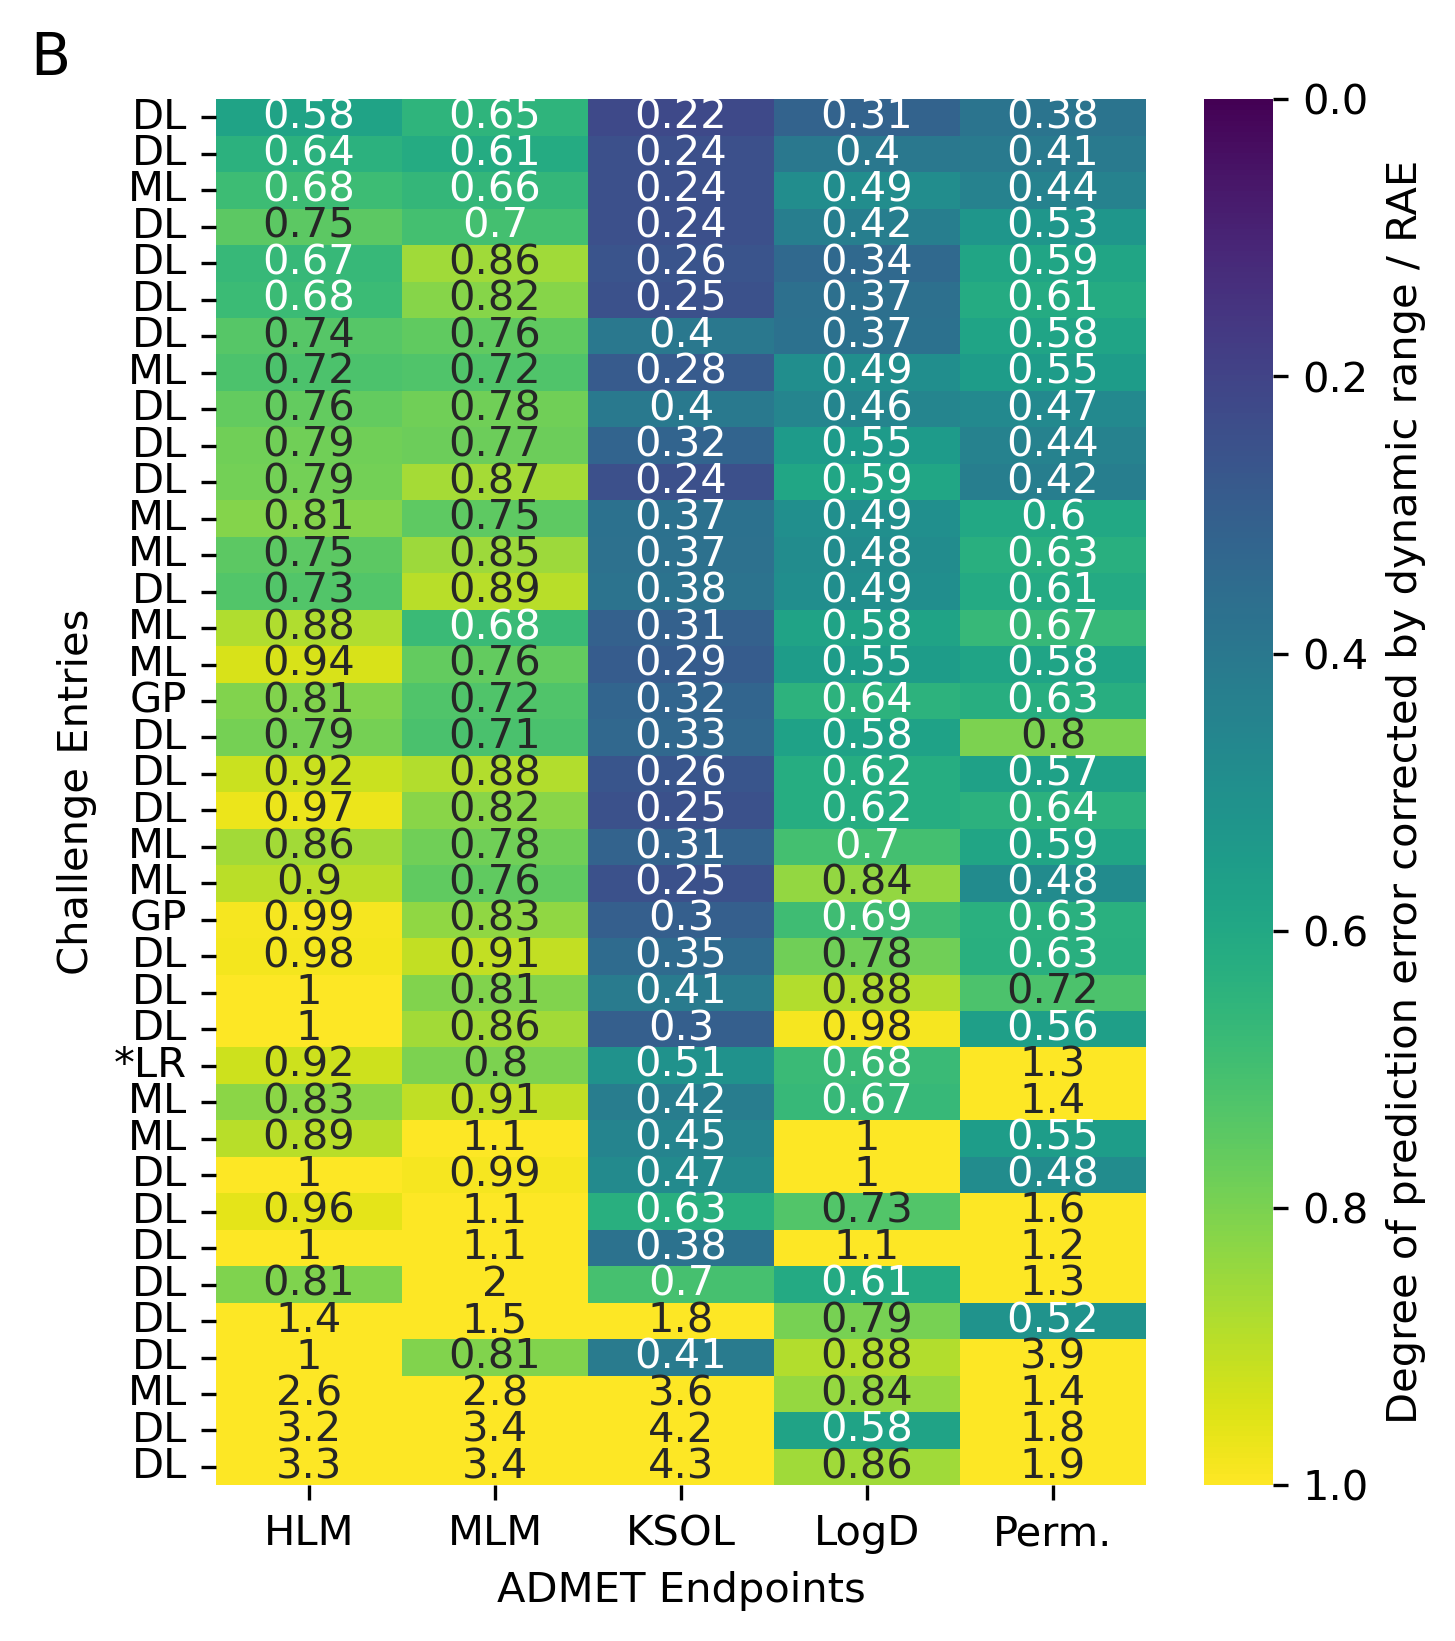 B
DL 0.58 0.65 0.22 0.31 0.38
DL 0.64 0.61 0.24 0.4 0.41
ML 0.68 0.66 0.24 0.49 0.44
DL 0.75 0.7 0.24 0.42 0.53
DL 0.67 0.86 0.26 0.34 0.59
DL 0.68 0.82 0.25 0.37 0.61
DL 0.74 0.76 0.4 0.37 0.58
ML 0.72 0.72 0.28 0.49 0.55
DL 0.76 0.78 0.4 0.46 0.47
DL 0.79 0.77 0.32 0.55 0.44
DL 0.79 0.87 0.24 0.59 0.42
ML 0.81 0.75 0.37 0.49 0.6
ML 0.75 0.85 0.37 0.48 0.63
DL 0.73 0.89 0.38 0.49 0.61
ML 0.88 0.68 0.31 0.58 0.67
ML 0.94 0.76 0.29 0.55 0.58
GP 0.81 0.72 0.32 0.64 0.63
DL 0.79 0.71 0.33 0.58 0.8
DL 0.92 0.88 0.26 0.62 0.57
DL 0.97 0.82 0.25 0.62 0.64
ML 0.86 0.78 0.31 0.7 0.59
ML 0.9 0.76 0.25 0.84 0.48
GP 0.99 0.83 0.3 0.69 0.63
DL 0.98 0.91 0.35 0.78 0.63
DL 1 0.81 0.41 0.88 0.72
DL 1 0.86 0.3 0.98 0.56
*LR 0.92 0.8 0.51 0.68 1.3
ML 0.83 0.91 0.42 0.67 1.4
ML 0.89 1.1 0.45 1 0.55
DL 1 0.99 0.47 1 0.48
DL 0.96 1.1 0.63 0.73 1.6
DL 1 1.1 0.38 1.1 1.2
DL 0.81 2 0.7 0.61 1.3
DL 1.4 1.5 1.8 0.79 0.52
DL 1 0.81 0.41 0.88 3.9
ML 2.6 2.8 3.6 0.84 1.4
DL 3.2 3.4 4.2 0.58 1.8
DL 3.3 3.4 4.3 0.86 1.9
HLM MLM KSOL LogD Perm.
ADMET Endpoints
Challenge Entries
0.0
0.2
0.4
0.6
0.8
1.0
Degree of prediction error corrected by dynamic range / RAE